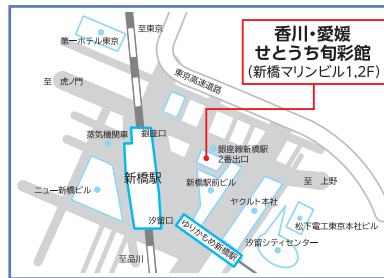 至東京
第一ホテル東京
香川・愛媛
せとうち旬彩館
(新橋マリンビル1,2F)
東京高速道路
至 虎ノ門
蒸気機関車
銀座口
銀座線新橋駅
2番出口
新橋駅
新橋駅前ビル
至 上野
ニュー新橋ビル
ヤクルト本社
汐留口
ゆりかもめ新橋駅
松下電工東京本社ビル
汐留シティセンター
至品川